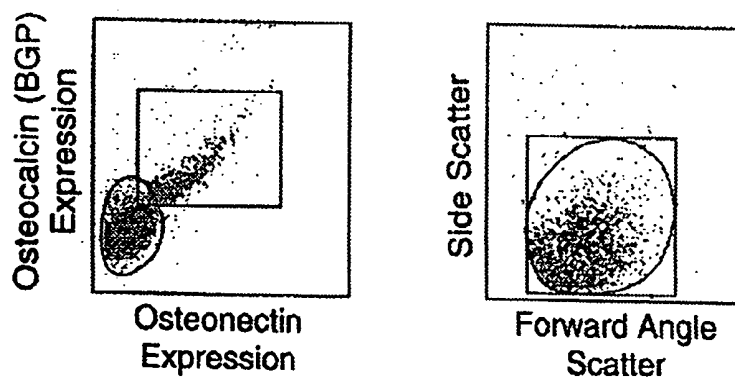 Osteocalcin (BGP)
Expression
Osteonectin
Expression
Side Scatter
Forward Angle
Scatter